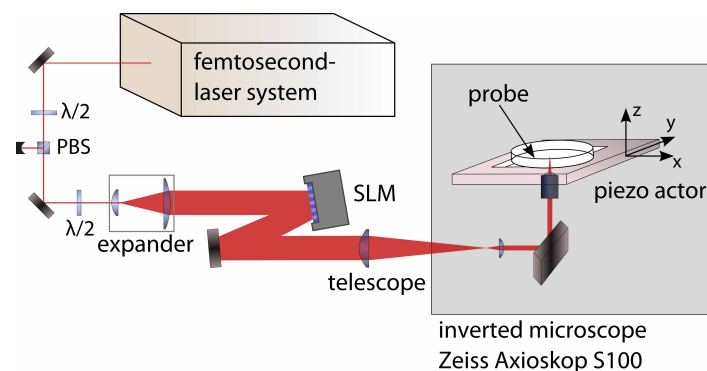 femtosecond-
laser system
λ/2
PBS
λ/2
expander
SLM
telescope
probe
z
y
x
piezo actor
inverted microscope
Zeiss Axioskop S100